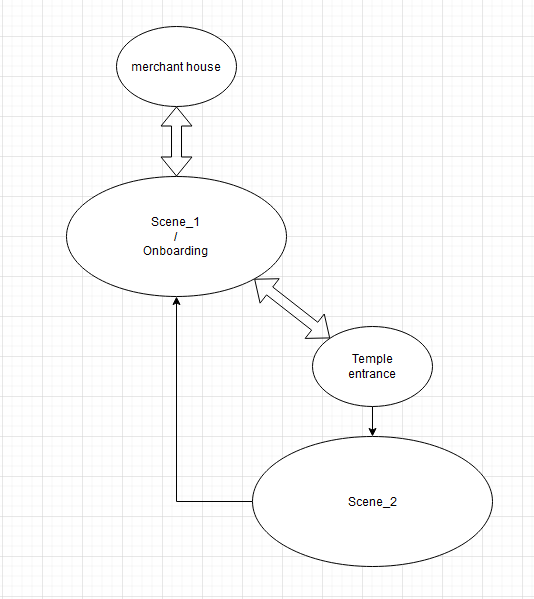 merchant house
Scene_1
/
Onboarding
Temple
entrance
Scene_2